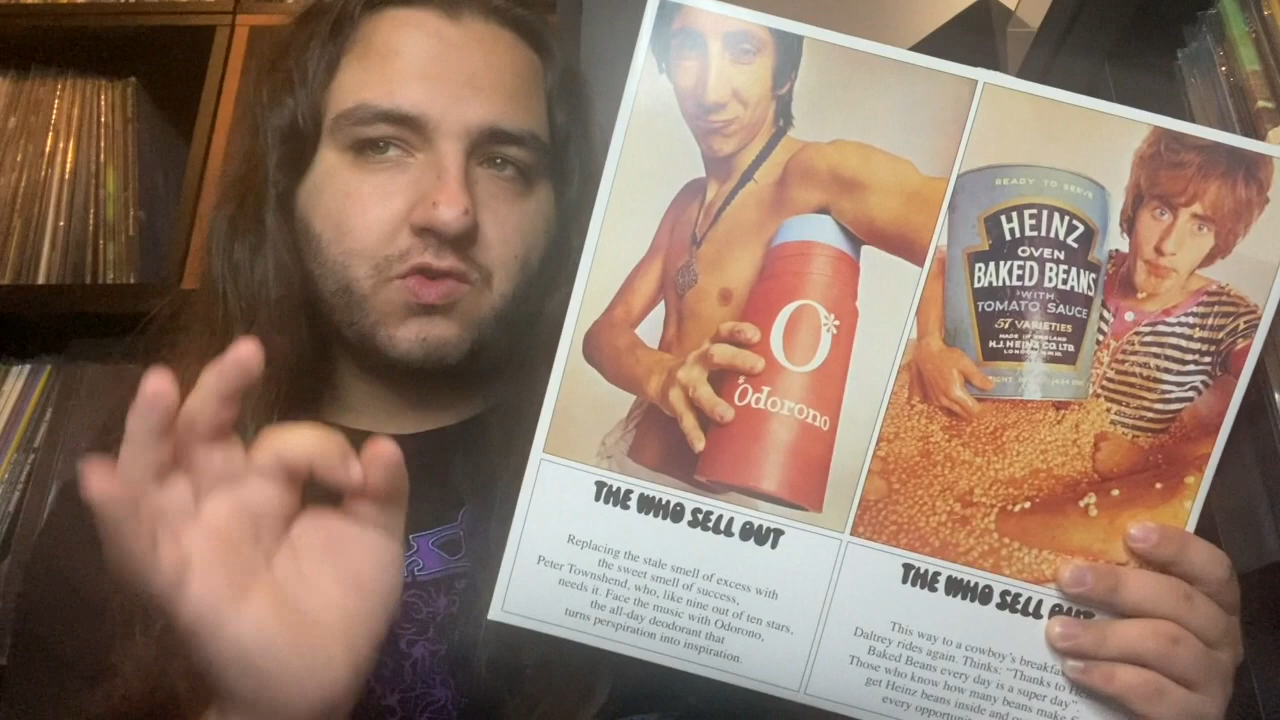 O*
Odorono
READY TO SERVE
HEINZ
OVEN
BAKED BEANS
WITH
TOMATO SAUCE
57 VARIETIES
MADE IN ENGLAND
H.J. HEINZ CO. LTD.
LONDON
THE WHO SELL OUT
Replacing the stale smell of excess with
the sweet smell of success,
Peter Townshend, who, like nine out of ten stars,
needs it. Face the music with Odorono,
the all-day deodorant that
turns perspiration into inspiration.
THE WHO SELL OUT
This way to a cowboy's
Daltrey rides again. Thinks: "Thanks to
Baked Beans every day is a super day".
Those who know how many beans make
get Heinz beans inside and
every